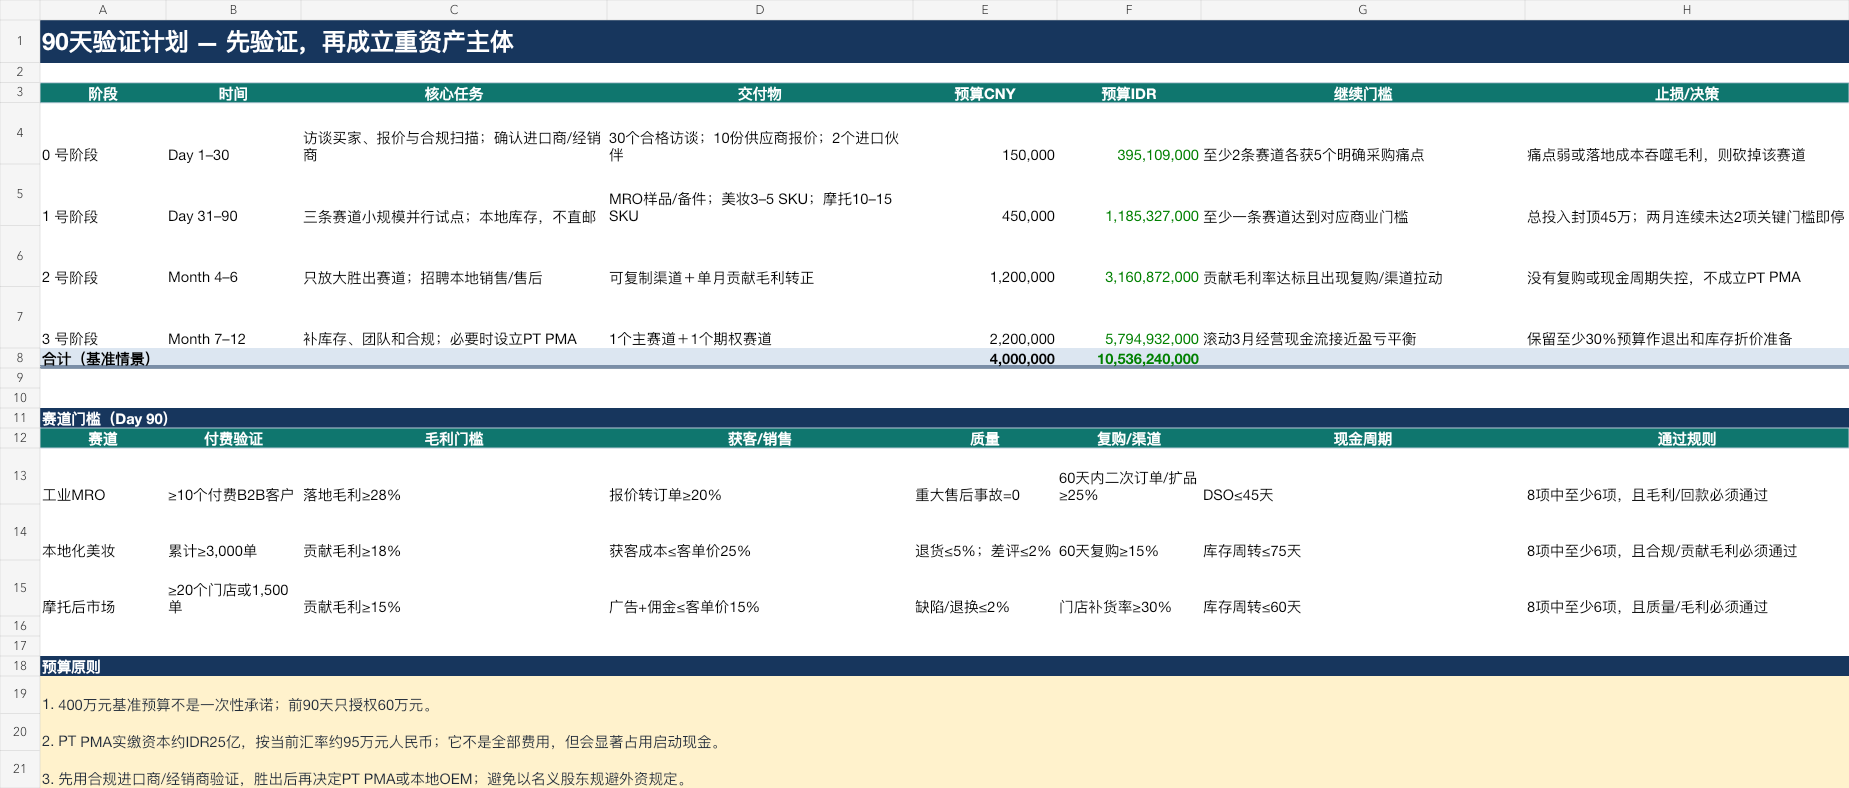 A B C D E F G H
1 90天验证计划 — 先验证，再成立重资产主体
2
3 阶段 时间 核心任务 交付物 预算CNY 预算IDR 继续门槛 止损/决策
4 0 号阶段 Day 1–30 访谈买家、报价与合规扫描；确认进口商/经销
商 30个合格访谈；10份供应商报价；2个进口伙
伴 150,000 395,109,000 至少2条赛道各获5个明确采购痛点 痛点弱或落地成本吞噬毛利，则砍掉该赛道
5 1 号阶段 Day 31–90 三条赛道小规模并行试点；本地库存，不直邮 MRO样品/备件；美妆3–5 SKU；摩托10–15
SKU 450,000 1,185,327,000 至少一条赛道达到对应商业门槛 总投入封顶45万；两月连续未达2项关键门槛即停
6 2 号阶段 Month 4–6 只放大胜出赛道；招聘本地销售/售后 可复制渠道＋单月贡献毛利转正 1,200,000 3,160,872,000 贡献毛利率达标且出现复购/渠道拉动 没有复购或现金周期失控，不成立PT PMA
7 3 号阶段 Month 7–12 补库存、团队和合规；必要时设立PT PMA 1个主赛道＋1个期权赛道 2,200,000 5,794,932,000 滚动3月经营现金流接近盈亏平衡 保留至少30%预算作退出和库存折价准备
8 合计（基准情景） 4,000,000 10,536,240,000
9
10
11 赛道门槛（Day 90）
12 赛道 付费验证 毛利门槛 获客/销售 质量 复购/渠道 现金周期 通过规则
13 工业MRO ≥10个付费B2B客户 落地毛利≥28% 报价转订单≥20% 重大售后事故=0 60天内二次订单/扩品
≥25% DSO≤45天 8项中至少6项，且毛利/回款必须通过
14 本地化美妆 累计≥3,000单 贡献毛利≥18% 获客成本≤客单价25% 退货≤5%；差评≤2% 60天复购≥15% 库存周转≤75天 8项中至少6项，且合规/贡献毛利必须通过
15 摩托后市场 ≥20个门店或1,500
单 贡献毛利≥15% 广告+佣金≤客单价15% 缺陷/退换≤2% 门店补货率≥30% 库存周转≤60天 8项中至少6项，且质量/毛利必须通过
16
17
18 预算原则
19 1. 400万元基准预算不是一次性承诺；前90天只授权60万元。
20 2. PT PMA实缴资本约IDR25亿，按当前汇率约95万元人民币；它不是全部费用，但会显著占用启动现金。
21 3. 先用合规进口商/经销商验证，胜出后再决定PT PMA或本地OEM；避免以名义股东规避外资规定。